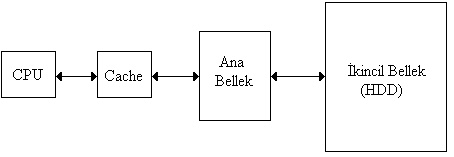 CPU
Cache
Ana
Bellek
İkincil Bellek
(HDD)